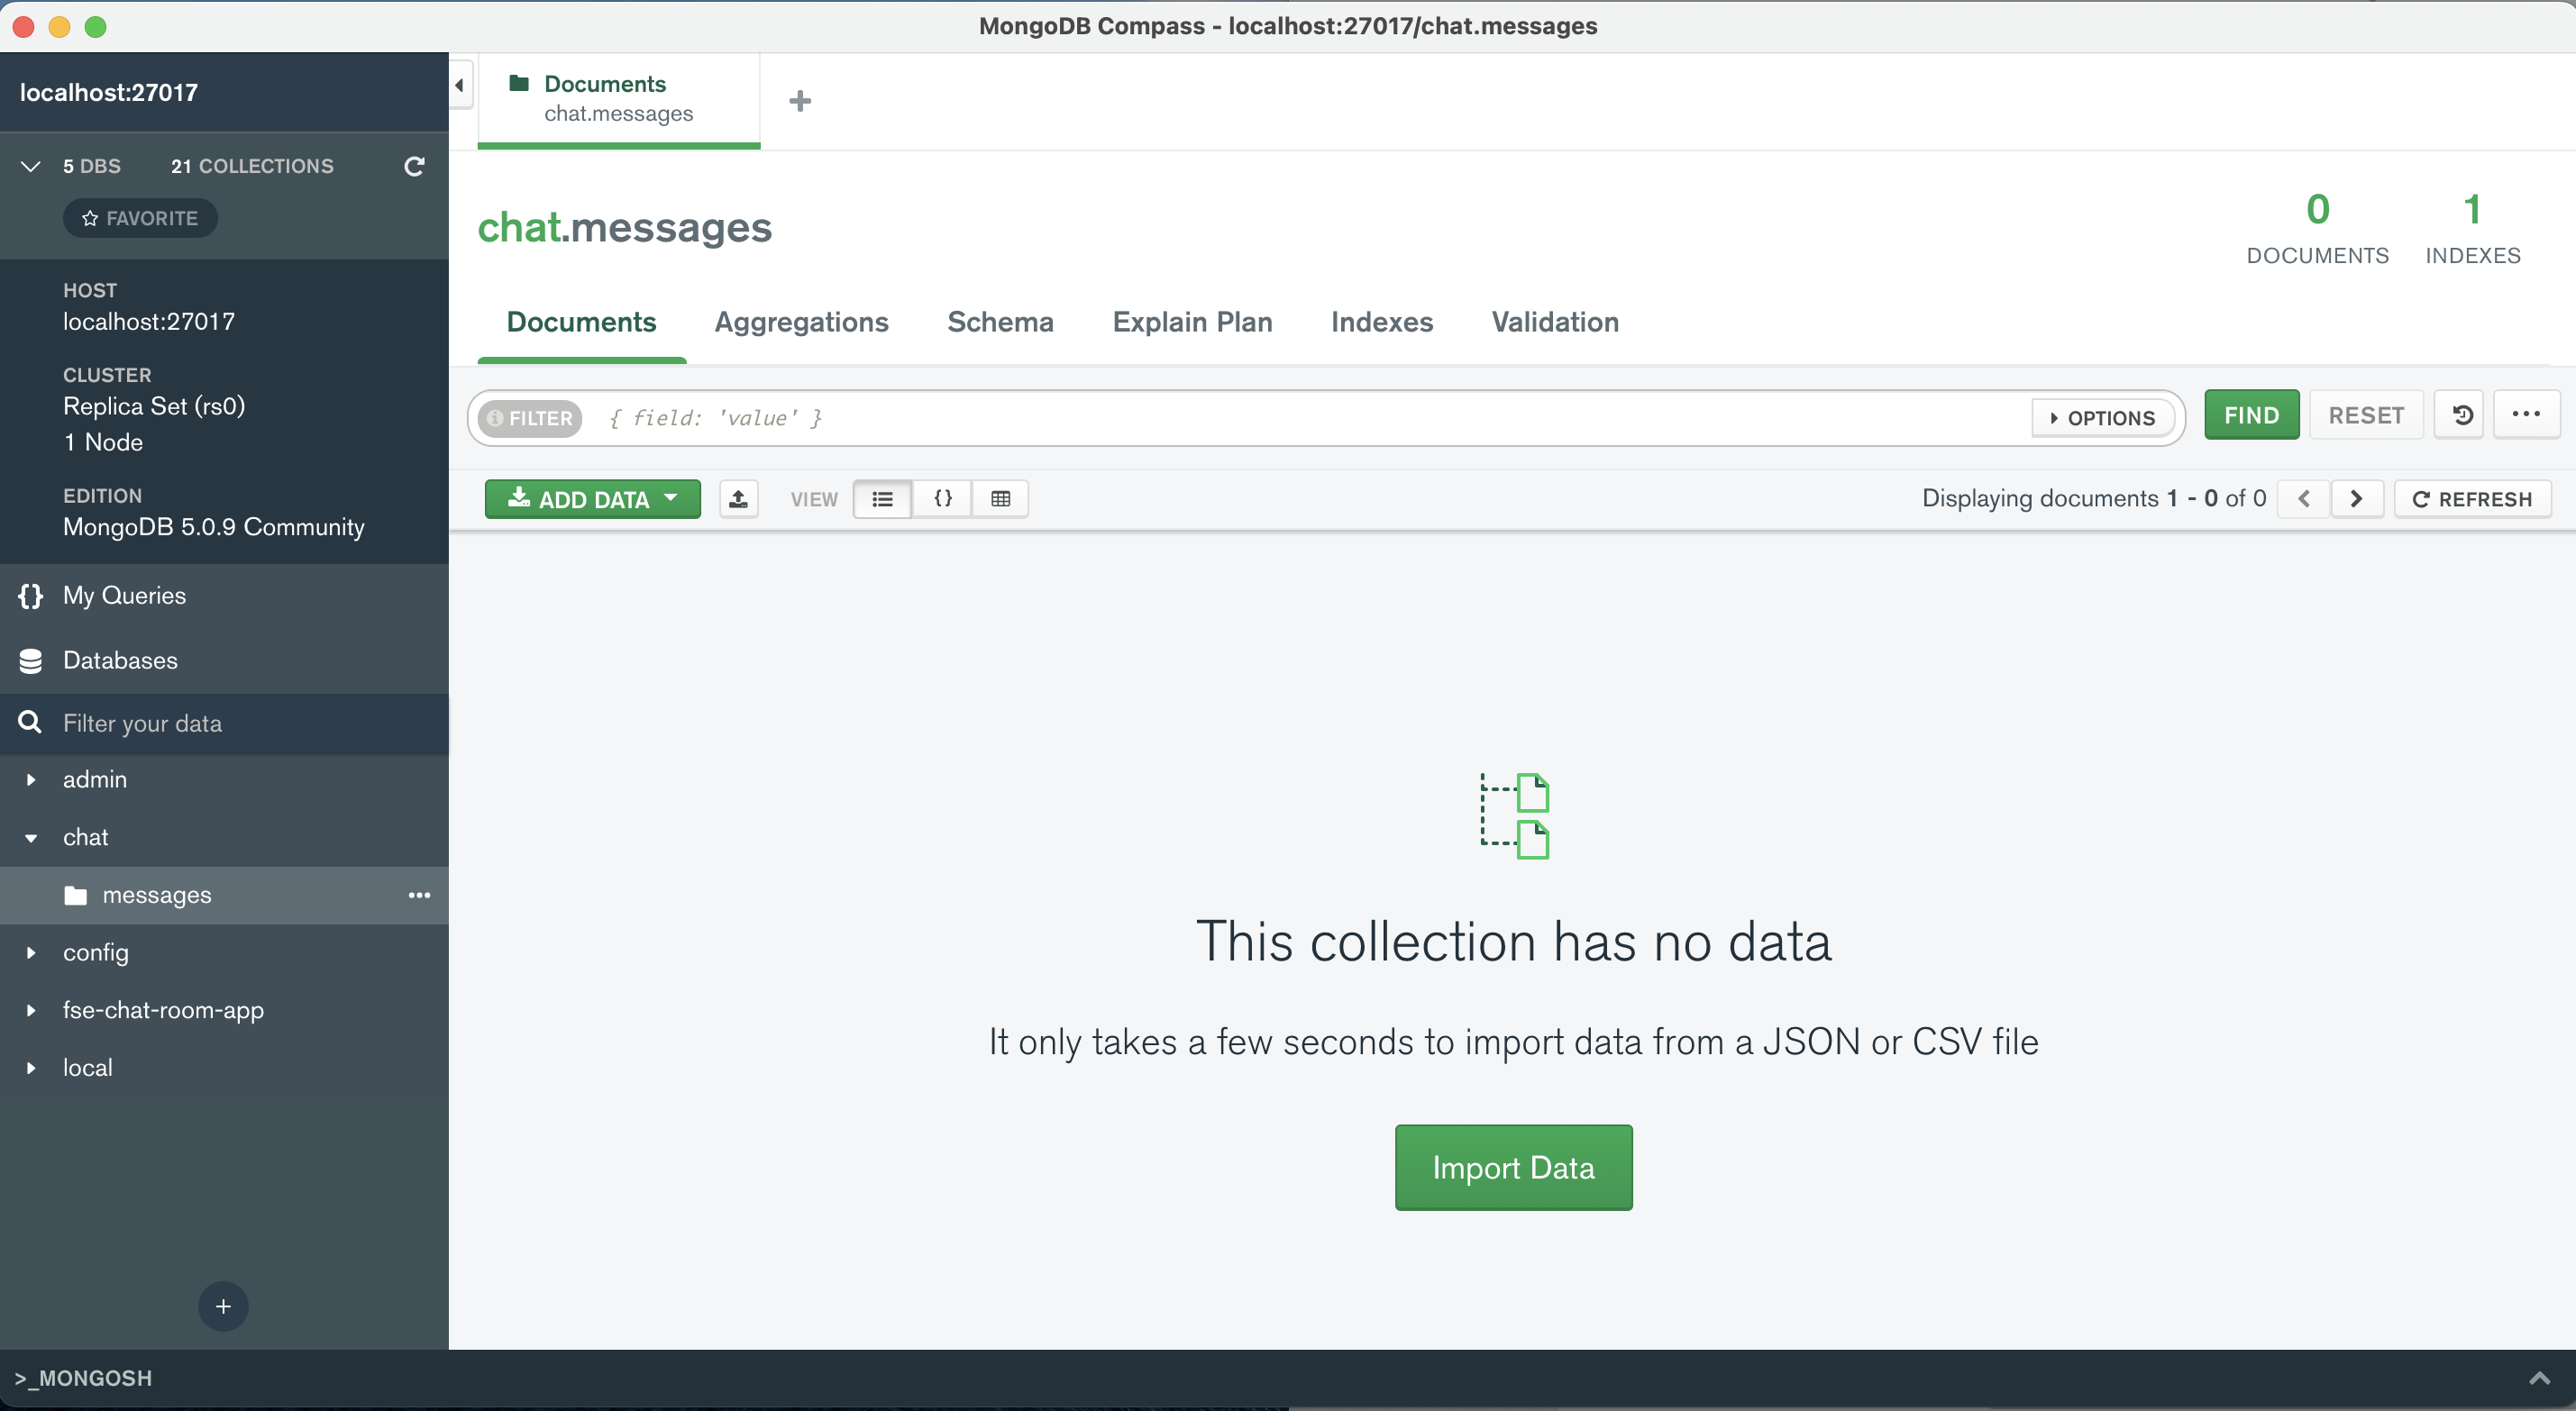 MongoDB Compass - localhost:27017/chat.messages
localhost:27017
5 DBS 21 COLLECTIONS
FAVORITE
HOST
localhost:27017
CLUSTER
Replica Set (rs0)
1 Node
EDITION
MongoDB 5.0.9 Community
{} My Queries
Databases
Filter your data
admin
chat
messages
config
fse-chat-room-app
local
+
Documents
chat.messages
+
chat.messages
0
DOCUMENTS
1
INDEXES
Documents Aggregations Schema Explain Plan Indexes Validation
FILTER { field: 'value' } OPTIONS FIND RESET ...
ADD DATA VIEW {} Displaying documents 1 - 0 of 0 < > REFRESH
This collection has no data
It only takes a few seconds to import data from a JSON or CSV file
Import Data
>_MONGOSH